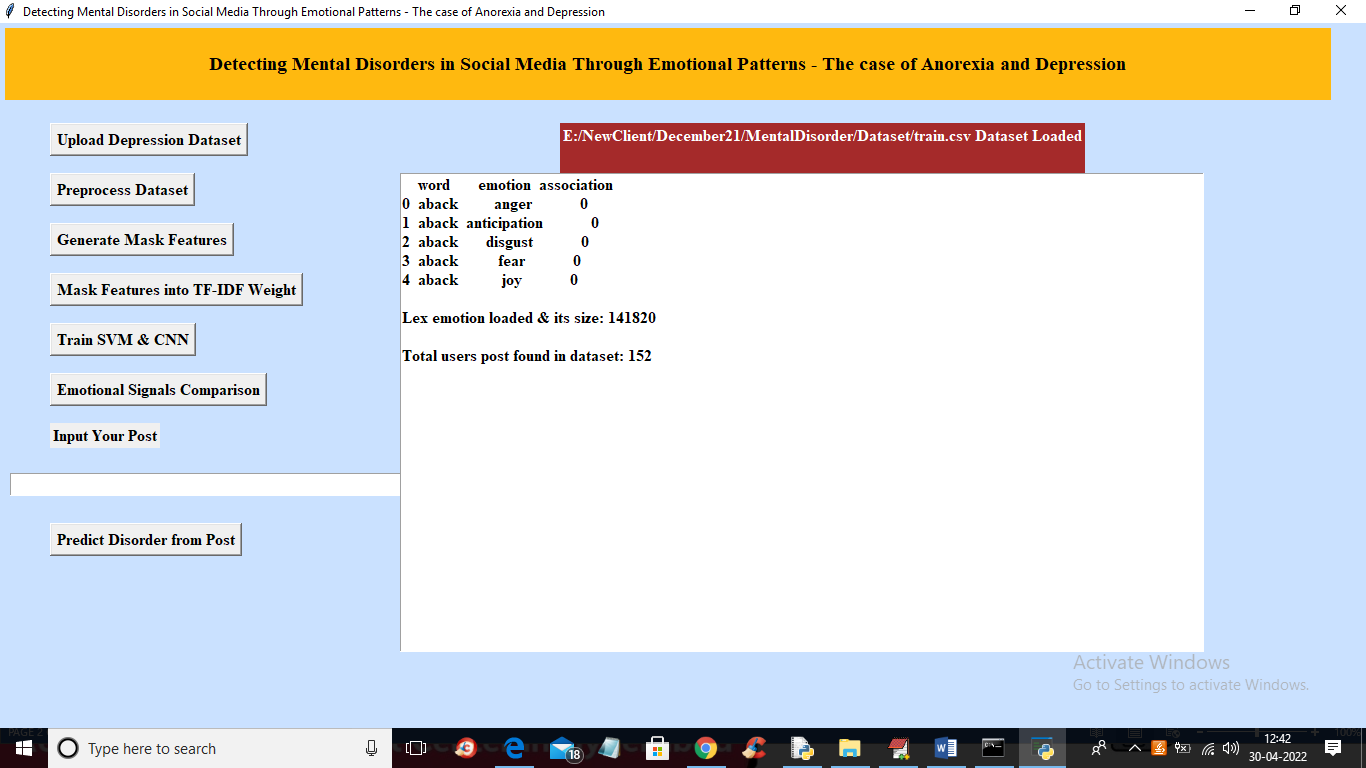 Detecting Mental Disorders in Social Media Through Emotional Patterns - The case of Anorexia and Depression
Detecting Mental Disorders in Social Media Through Emotional Patterns - The case of Anorexia and Depression
Upload Depression Dataset
E:/NewClient/December21/MentalDisorder/Dataset/train.csv Dataset Loaded
Preprocess Dataset
Generate Mask Features
Mask Features into TF-IDF Weight
Train SVM & CNN
Emotional Signals Comparison
Input Your Post
Predict Disorder from Post
word emotion association
0 aback anger 0
1 aback anticipation 0
2 aback disgust 0
3 aback fear 0
4 aback joy 0
Lex emotion loaded & its size: 141820
Total users post found in dataset: 152
Activate Windows
Go to Settings to activate Windows.
PAGE 2
100%
Type here to search
18
12:42
30-04-2022